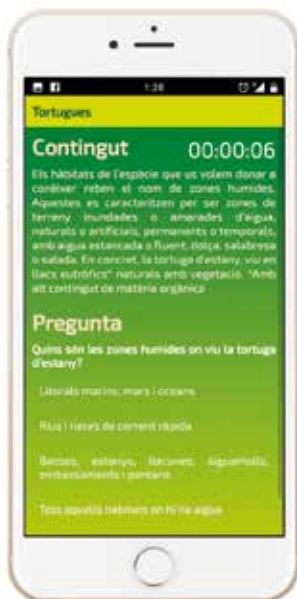 1:28
Tortugues
Contingut 00:00:06
Els hàbitats de l'espècie que us volem donar a
conèixer reben el nom de zones humides.
Aquestes es caracteritzen per ser zones de
terreny inundades o amarades d'aigua,
naturals o artificials, permanents o temporals,
amb aigua estancada o fluent, dolça, salabrosa
o salada. En concret, la tortuga d'estany, viu en
llacs eutròfics* naturals amb vegetació. *Amb
alt contingut de matèria orgànica
Pregunta
Quins són les zones humides on viu la tortuga
d'estany?
Litorals marins, mars i oceans
Rius i rieres de corrent ràpida
Basses, estanys, llacunes, aiguamolls,
embassaments i pantans
Tots aquells hàbitats on hi ha aigua